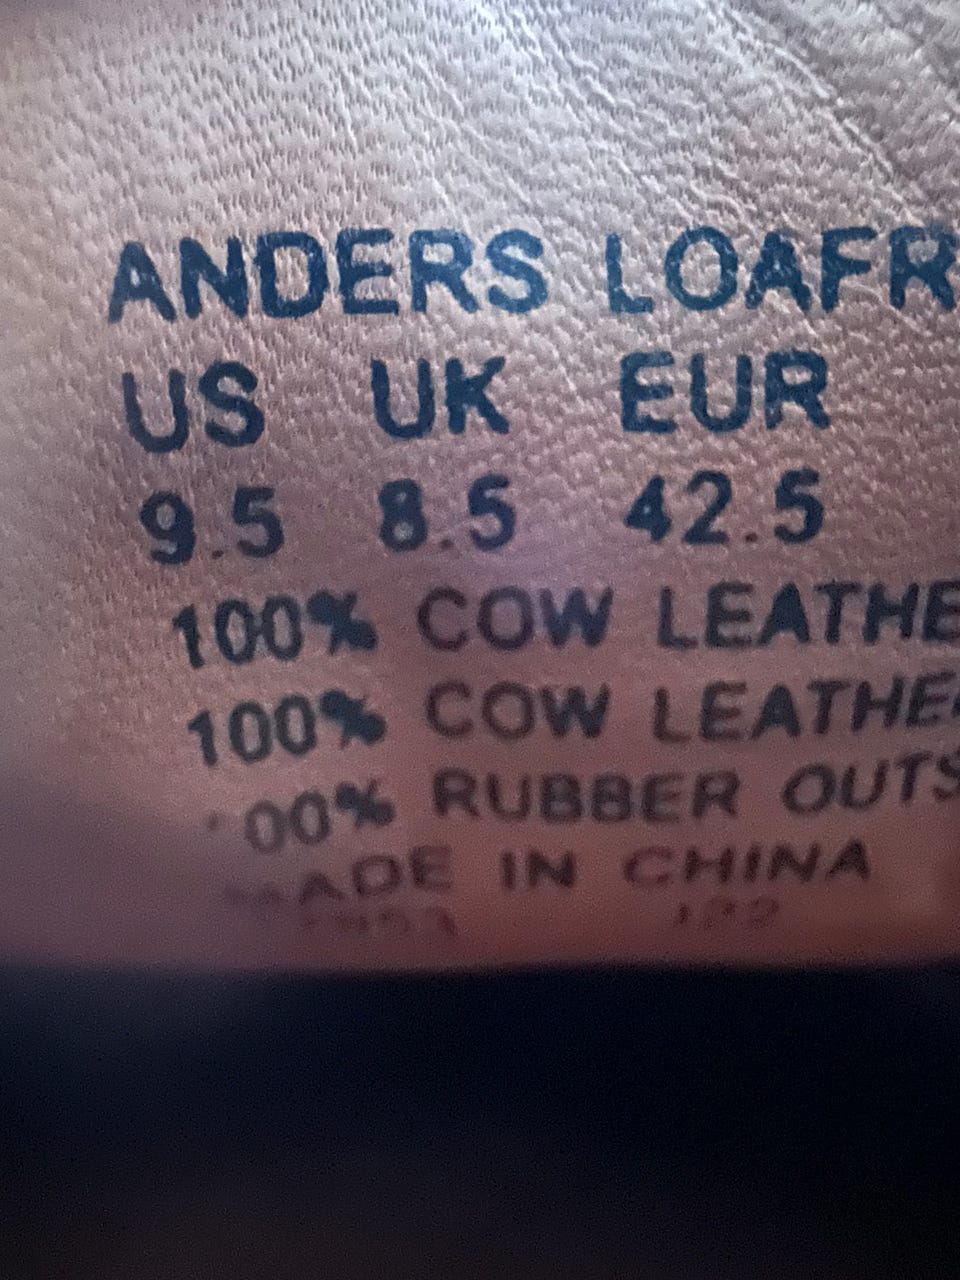 ANDERS LOAFR
US UK EUR
9.5 8.5 42.5
100% COW LEATHE
100% COW LEATHE
00% RUBBER OUTS
MADE IN CHINA